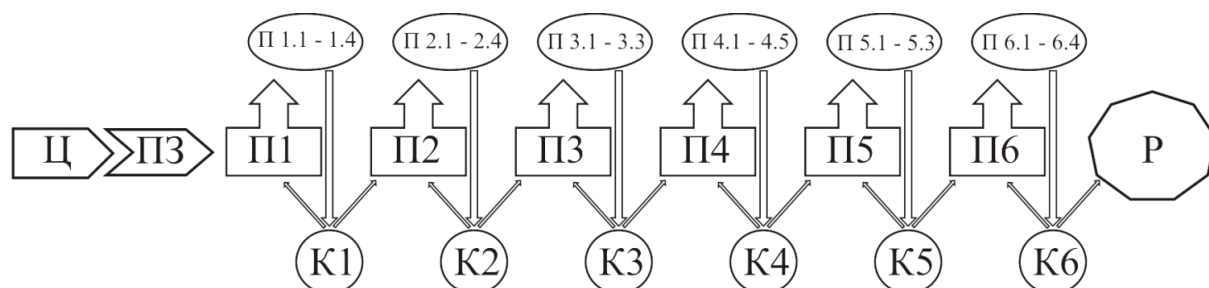 П 1.1 - 1.4 П 2.1 - 2.4 П 3.1 - 3.3 П 4.1 - 4.5 П 5.1 - 5.3 П 6.1 - 6.4
Ц ПЗ П1 П2 П3 П4 П5 П6 Р
К1 К2 К3 К4 К5 К6